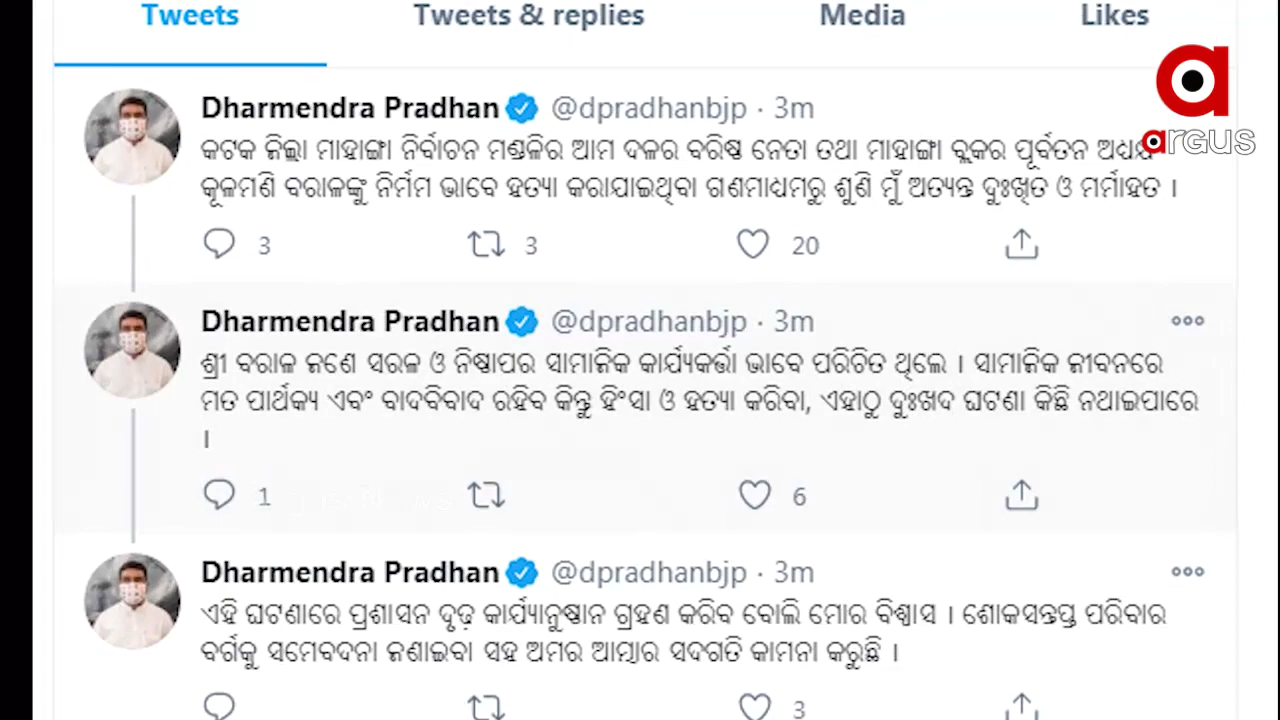 Tweets Tweets & replies Media Likes
argus
Dharmendra Pradhan @dpradhanbjp · 3m
କଟକ ଜିଲ୍ଲା ମାହାଙ୍ଗା ନିର୍ବାଚନ ମଣ୍ଡଳିର ଆମ ଦଳର ବରିଷ୍ଠ ନେତା ତଥା ମାହାଙ୍ଗା ବ୍ଲକର ପୂର୍ବତନ ଅଧ୍ୟକ୍ଷ
କୂଳମଣି ବରାଳଙ୍କୁ ନିର୍ମମ ଭାବେ ହତ୍ୟା କରାଯାଇଥିବା ଗଣମାଧ୍ୟମରୁ ଶୁଣି ମୁଁ ଅତ୍ୟନ୍ତ ଦୁଃଖିତ ଓ ମର୍ମାହତ ।
3 3 20
Dharmendra Pradhan @dpradhanbjp · 3m
ଶ୍ରୀ ବରାଳ ଜଣେ ସରଳ ଓ ନିଷ୍ପାପର ସାମାଜିକ କାର୍ଯ୍ୟକର୍ତ୍ତା ଭାବେ ପରିଚିତ ଥିଲେ । ସାମାଜିକ ଜୀବନରେ
ମତ ପାର୍ଥକ୍ୟ ଏବଂ ବାଦବିବାଦ ରହିବ କିନ୍ତୁ ହିଂସା ଓ ହତ୍ୟା କରିବା, ଏହାଠୁ ଦୁଃଖଦ ଘଟଣା କିଛି ନଥାଇପାରେ
।
1 6
Dharmendra Pradhan @dpradhanbjp · 3m
ଏହି ଘଟଣାରେ ପ୍ରଶାସନ ଦୃଢ଼ କାର୍ଯ୍ୟାନୁଷ୍ଠାନ ଗ୍ରହଣ କରିବ ବୋଲି ମୋର ବିଶ୍ୱାସ । ଶୋକସନ୍ତପ୍ତ ପରିବାର
ବର୍ଗଙ୍କୁ ସମେବଦନା ଜଣାଇବା ସହ ଅମର ଆତ୍ମାର ସଦଗତି କାମନା କରୁଛି ।
3